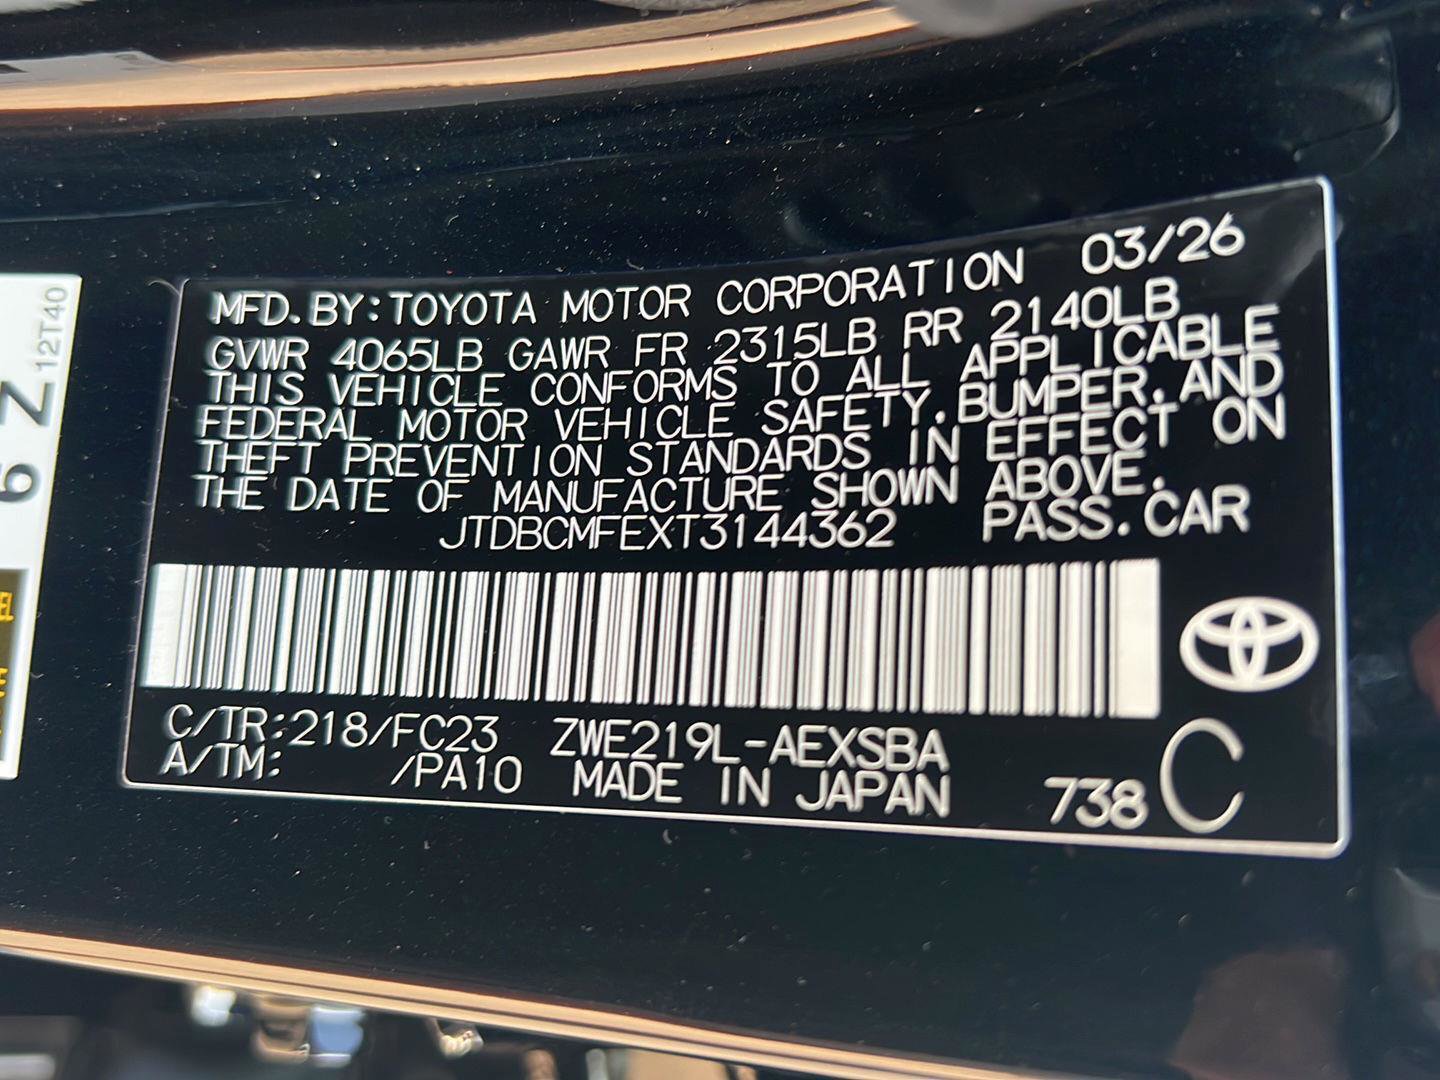 MFD.BY:TOYOTA MOTOR CORPORATION 03/26
GVWR 4065LB GAWR FR 2315LB RR 2140LB
THIS VEHICLE CONFORMS TO ALL APPLICABLE
FEDERAL MOTOR VEHICLE SAFETY,BUMPER,AND
THEFT PREVENTION STANDARDS IN EFFECT ON
THE DATE OF MANUFACTURE SHOWN ABOVE.
JTDBCMFEXT3144362 PASS.CAR
C/TR:218/FC23 ZWE219L-AEXSBA
A/TM: /PA10 MADE IN JAPAN 738 C
6 Z 12T40